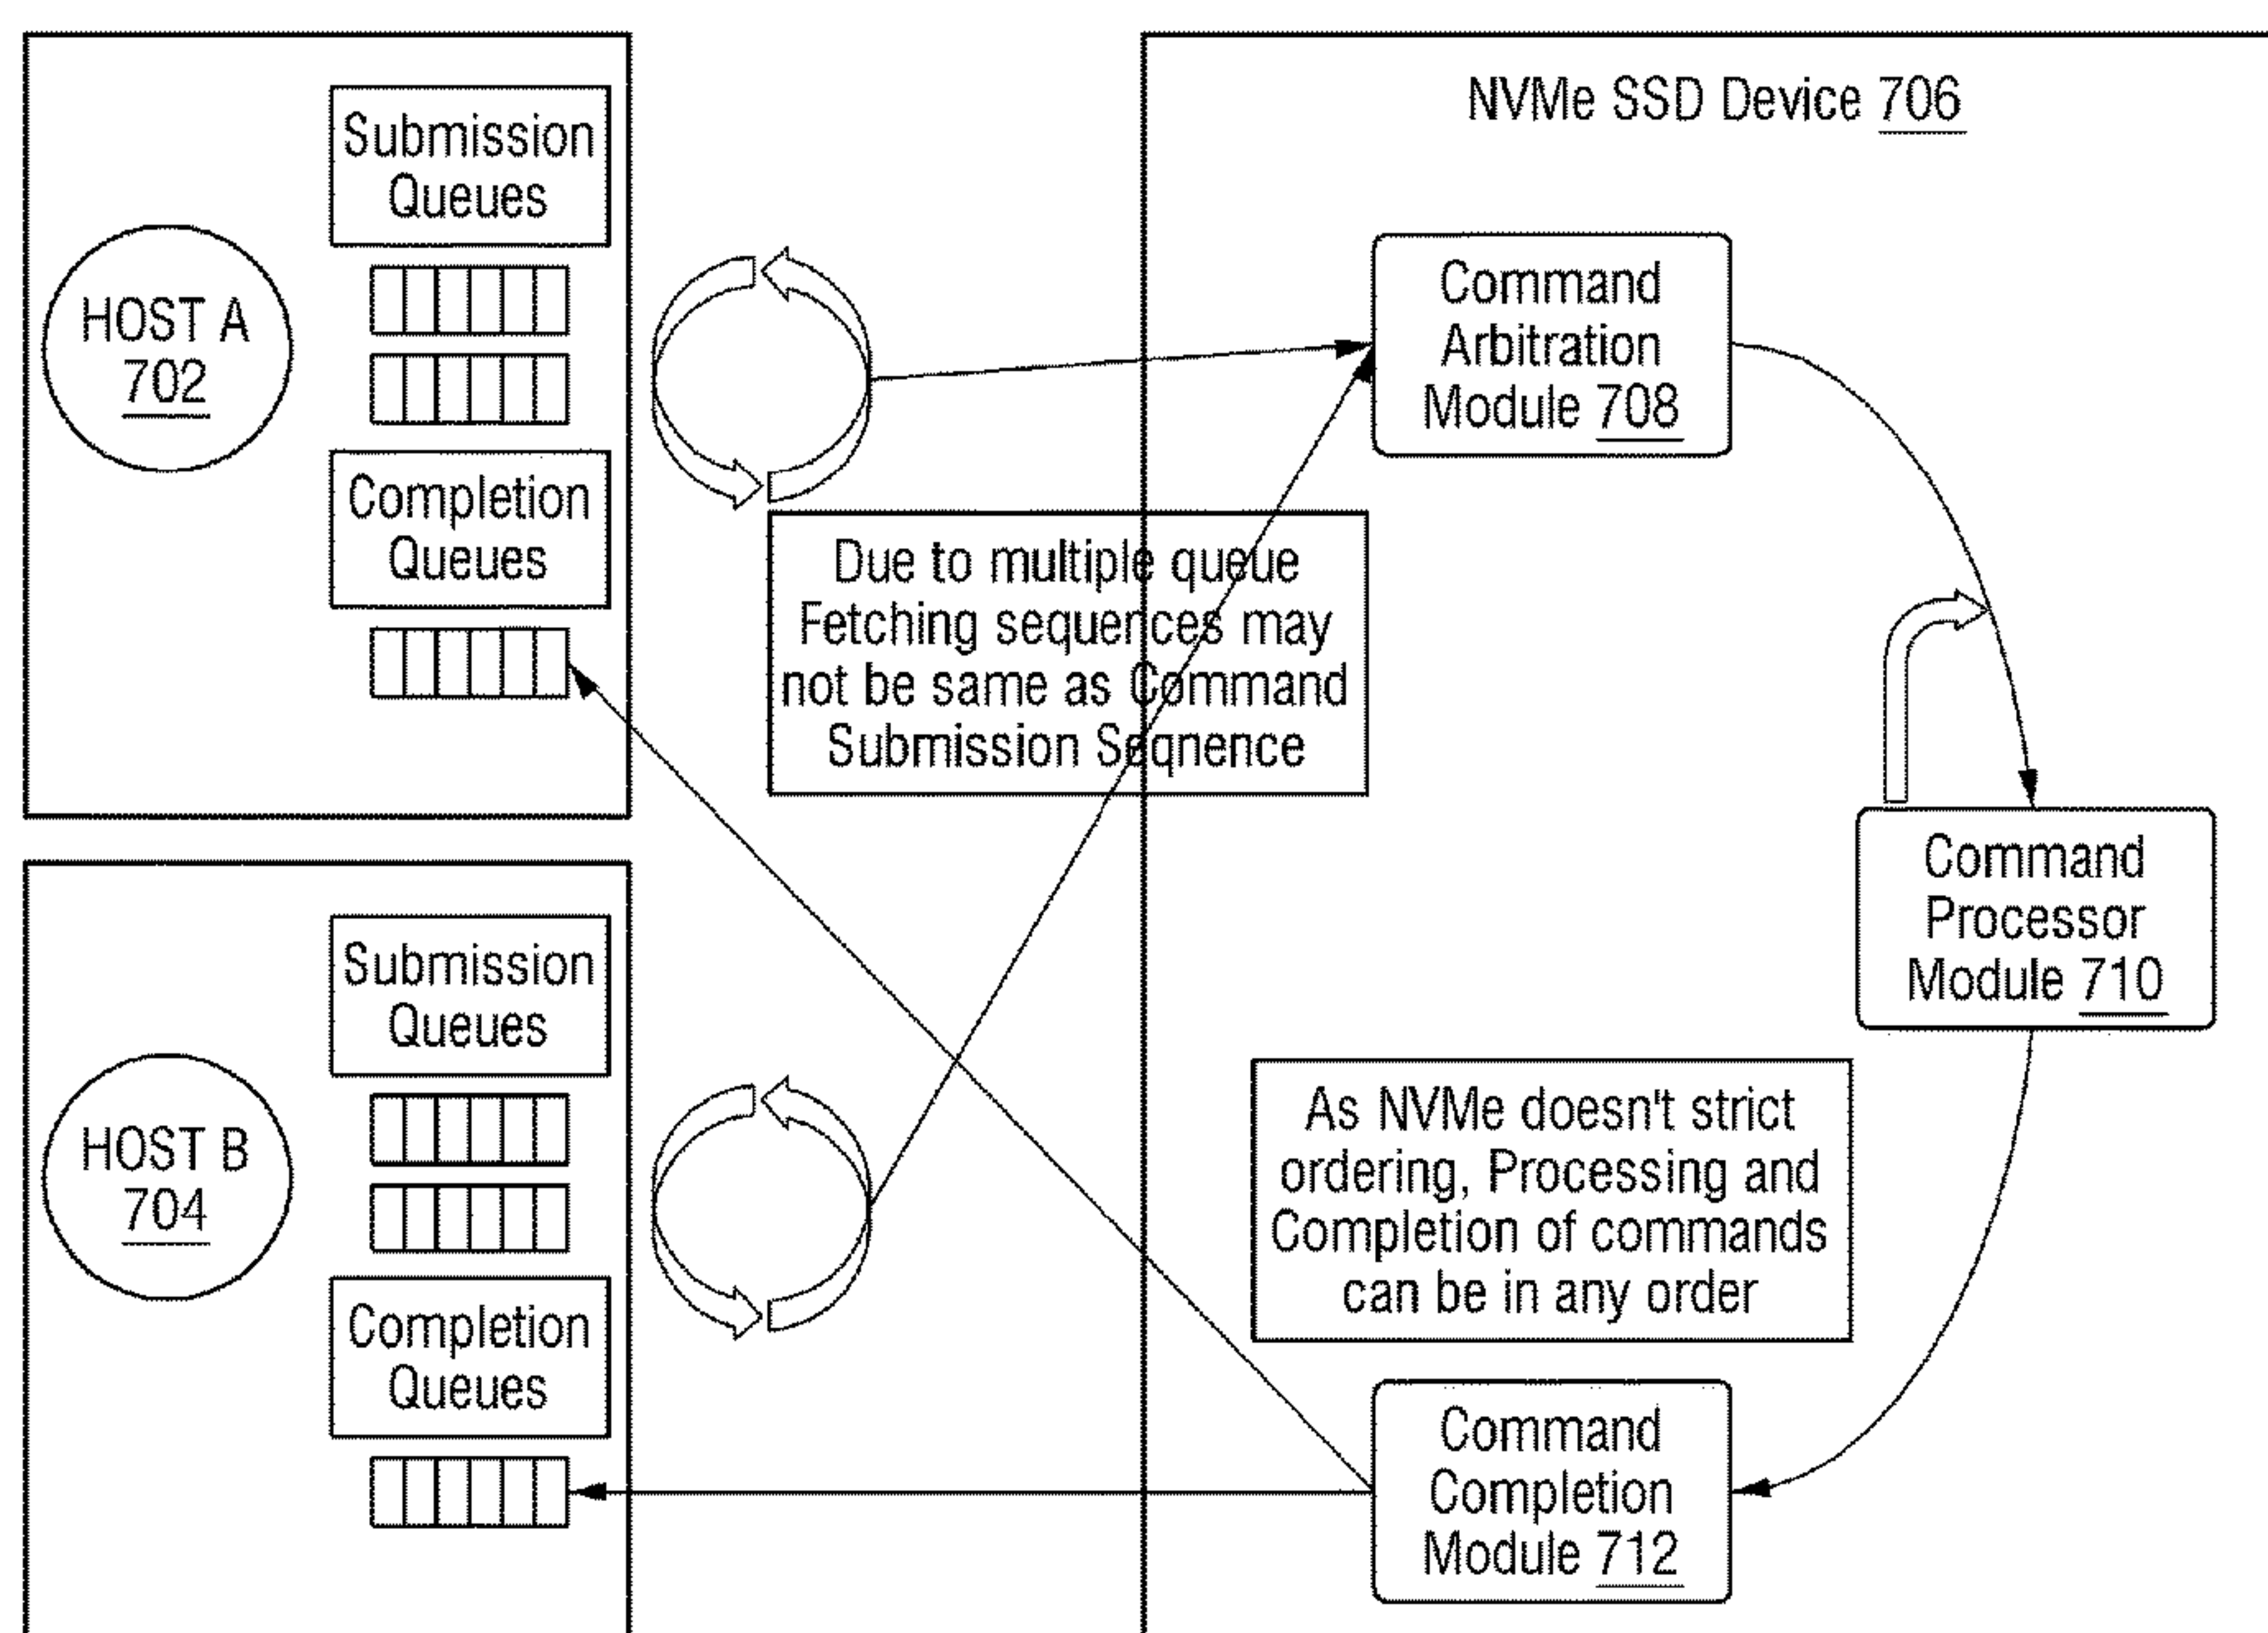 Submission
Queues
HOST A
702
Completion
Queues
Due to multiple queue
Fetching sequences may
not be same as Command
Submission Seqnence
Submission
Queues
HOST B
704
Completion
Queues
NVMe SSD Device 706
Command
Arbitration
Module 708
Command
Processor
Module 710
As NVMe doesn't strict
ordering, Processing and
Completion of commands
can be in any order
Command
Completion
Module 712